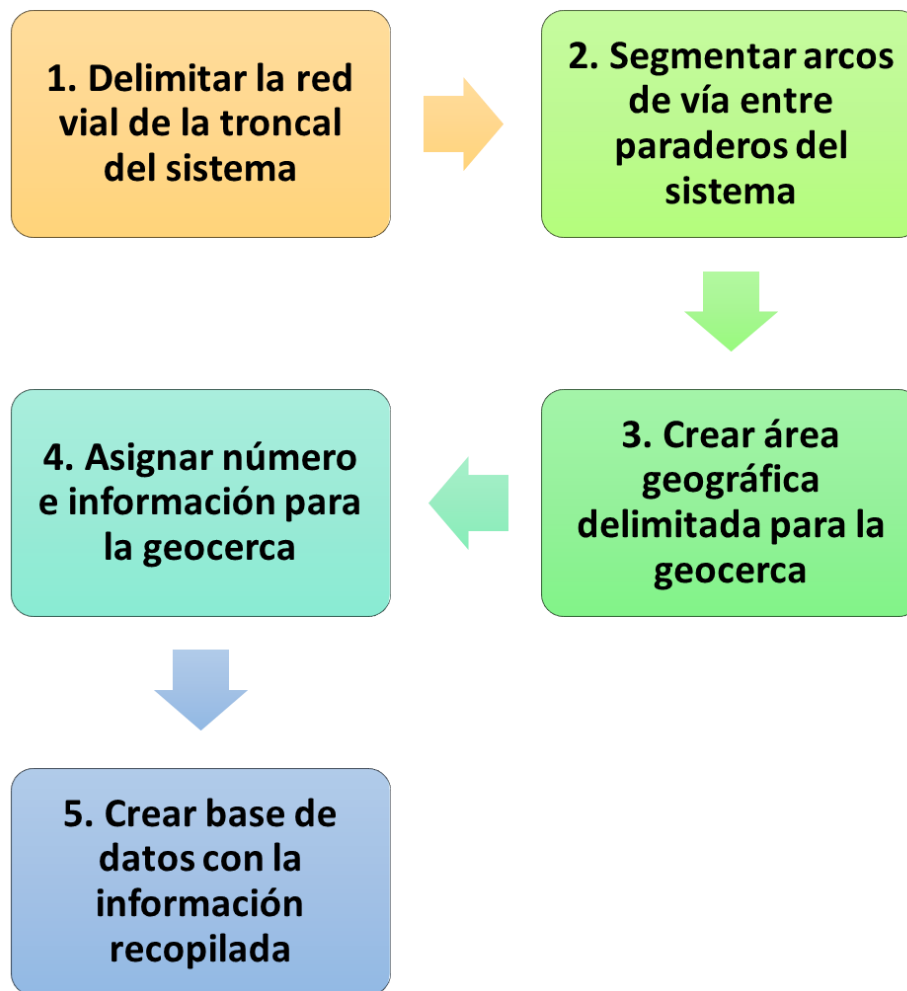 1. Delimitar la red
vial de la troncal
del sistema
2. Segmentar arcos
de vía entre
paraderos del
sistema
3. Crear área
geográfica
delimitada para la
geocerca
4. Asignar número
e información para
la geocerca
5. Crear base de
datos con la
información
recopilada